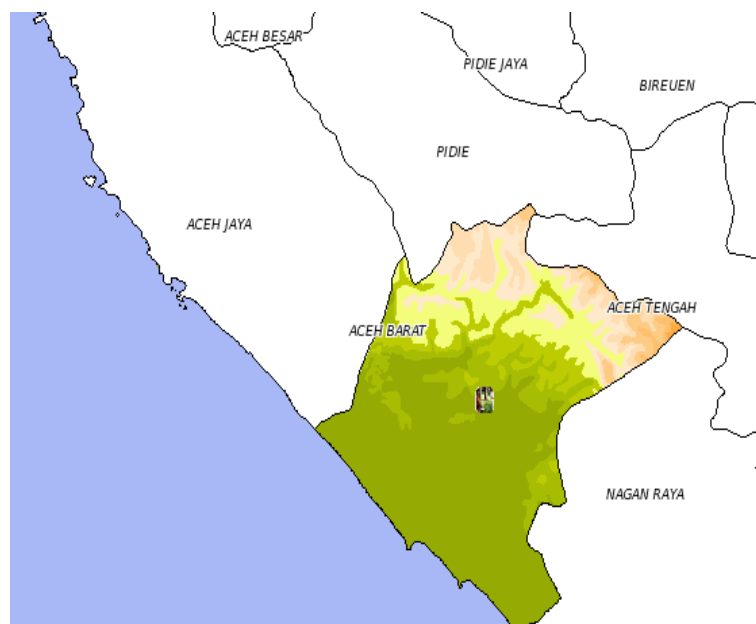 ACEH BESAR
PIDIE JAYA
BIREUEN
PIDIE
ACEH JAYA
ACEH TENGAH
ACEH BARAT
NAGAN RAYA